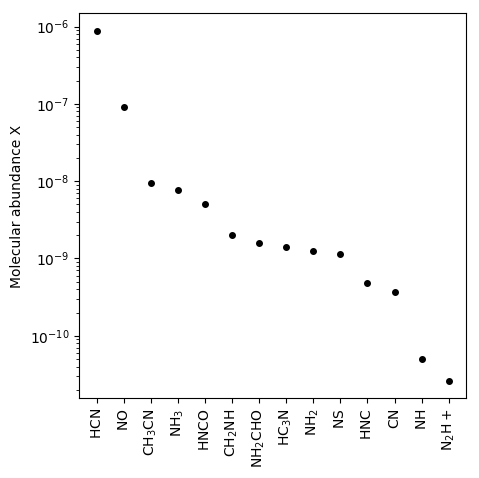 Molecular abundance X
10⁻⁶
10⁻⁷
10⁻⁸
10⁻⁹
10⁻¹⁰
HCN
NO
CH₃CN
NH₃
HNCO
CH₂NH
NH₂CHO
HC₃N
NH₂
NS
HNC
CN
NH
N₂H +